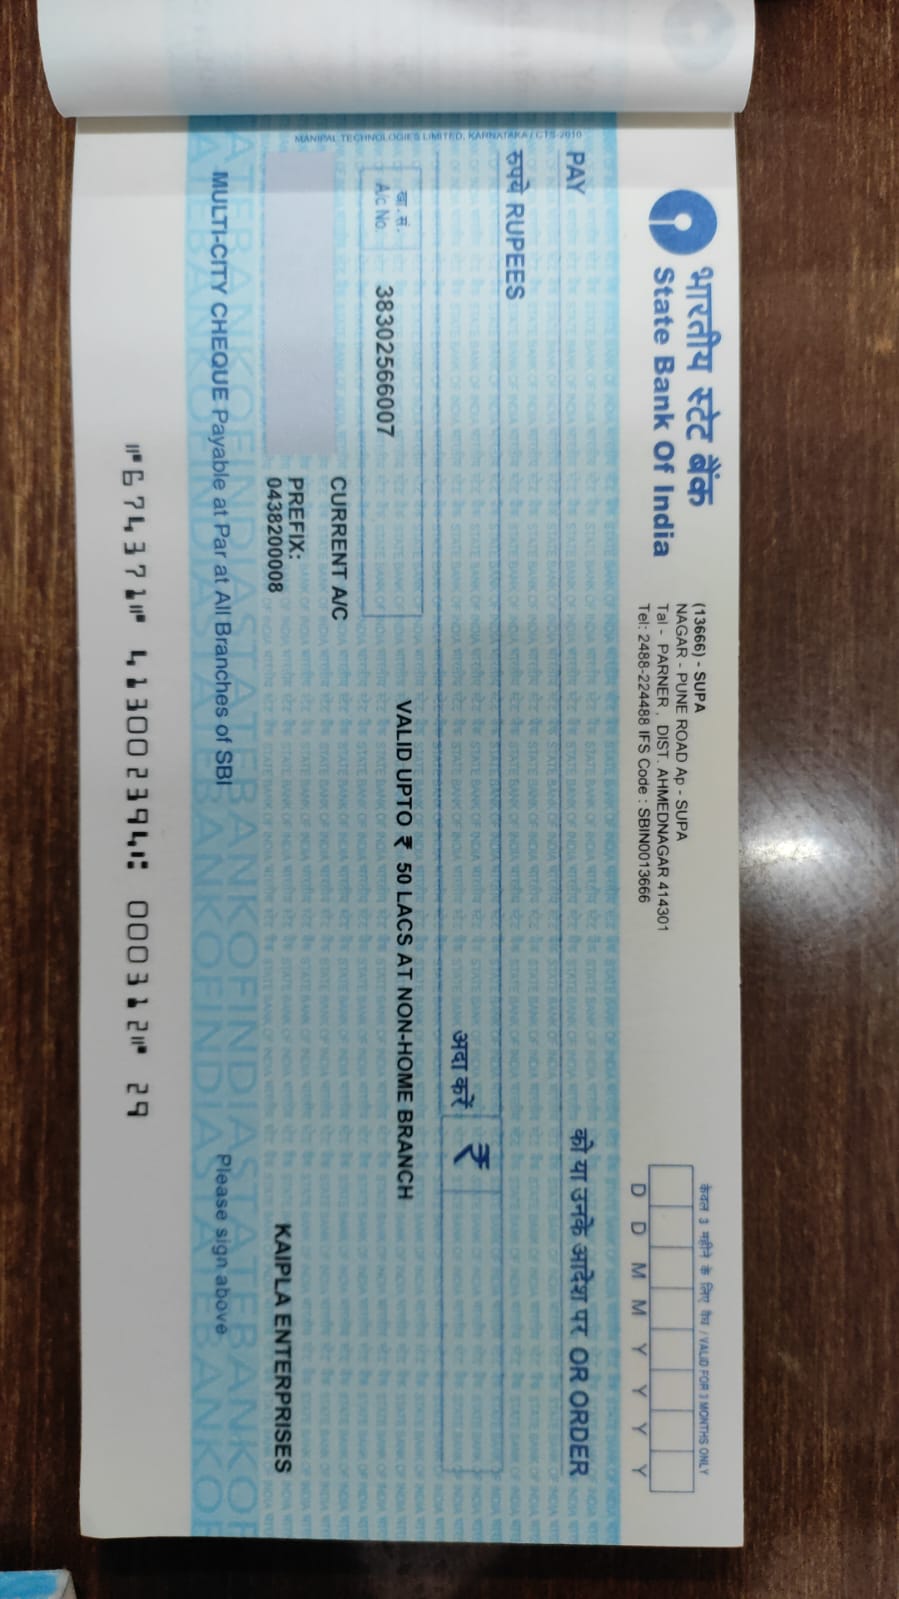 भारतीय स्टेट बैंक
State Bank Of India
(13666) - SUPA
NAGAR - PUNE ROAD Ap - SUPA
Tal - PARNER , DIST. AHMEDNAGAR 414301
Tel: 2488-224488 IFS Code : SBIN0013666
केवल 3 महीने के लिए वैध / VALID FOR 3 MONTHS ONLY
D D M M Y Y Y Y
PAY
को या उनके आदेश पर OR ORDER
रुपये RUPEES
अदा करें ₹
खा. सं.
A/c No. 38302566007
VALID UPTO ₹ 50 LACS AT NON-HOME BRANCH
CURRENT A/C
PREFIX:
0438200008
KAIPLA ENTERPRISES
MULTI-CITY CHEQUE Payable at Par at All Branches of SBI
Please sign above
⑈674371⑈ 413002394⑆ 000312⑈ 29